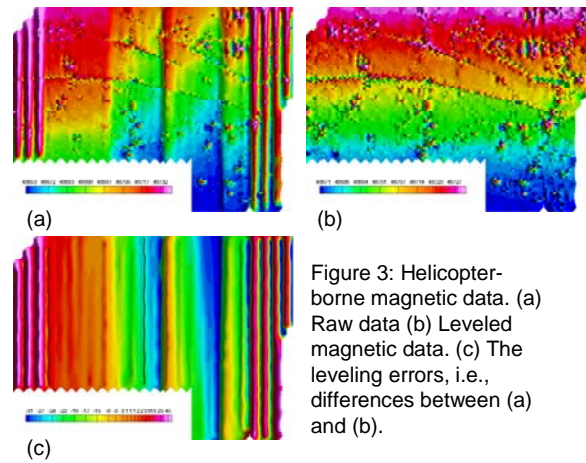 (a)
(b)
(c)
Figure 3: Helicopter-
borne magnetic data. (a)
Raw data (b) Leveled
magnetic data. (c) The
leveling errors, i.e.,
differences between (a)
and (b).